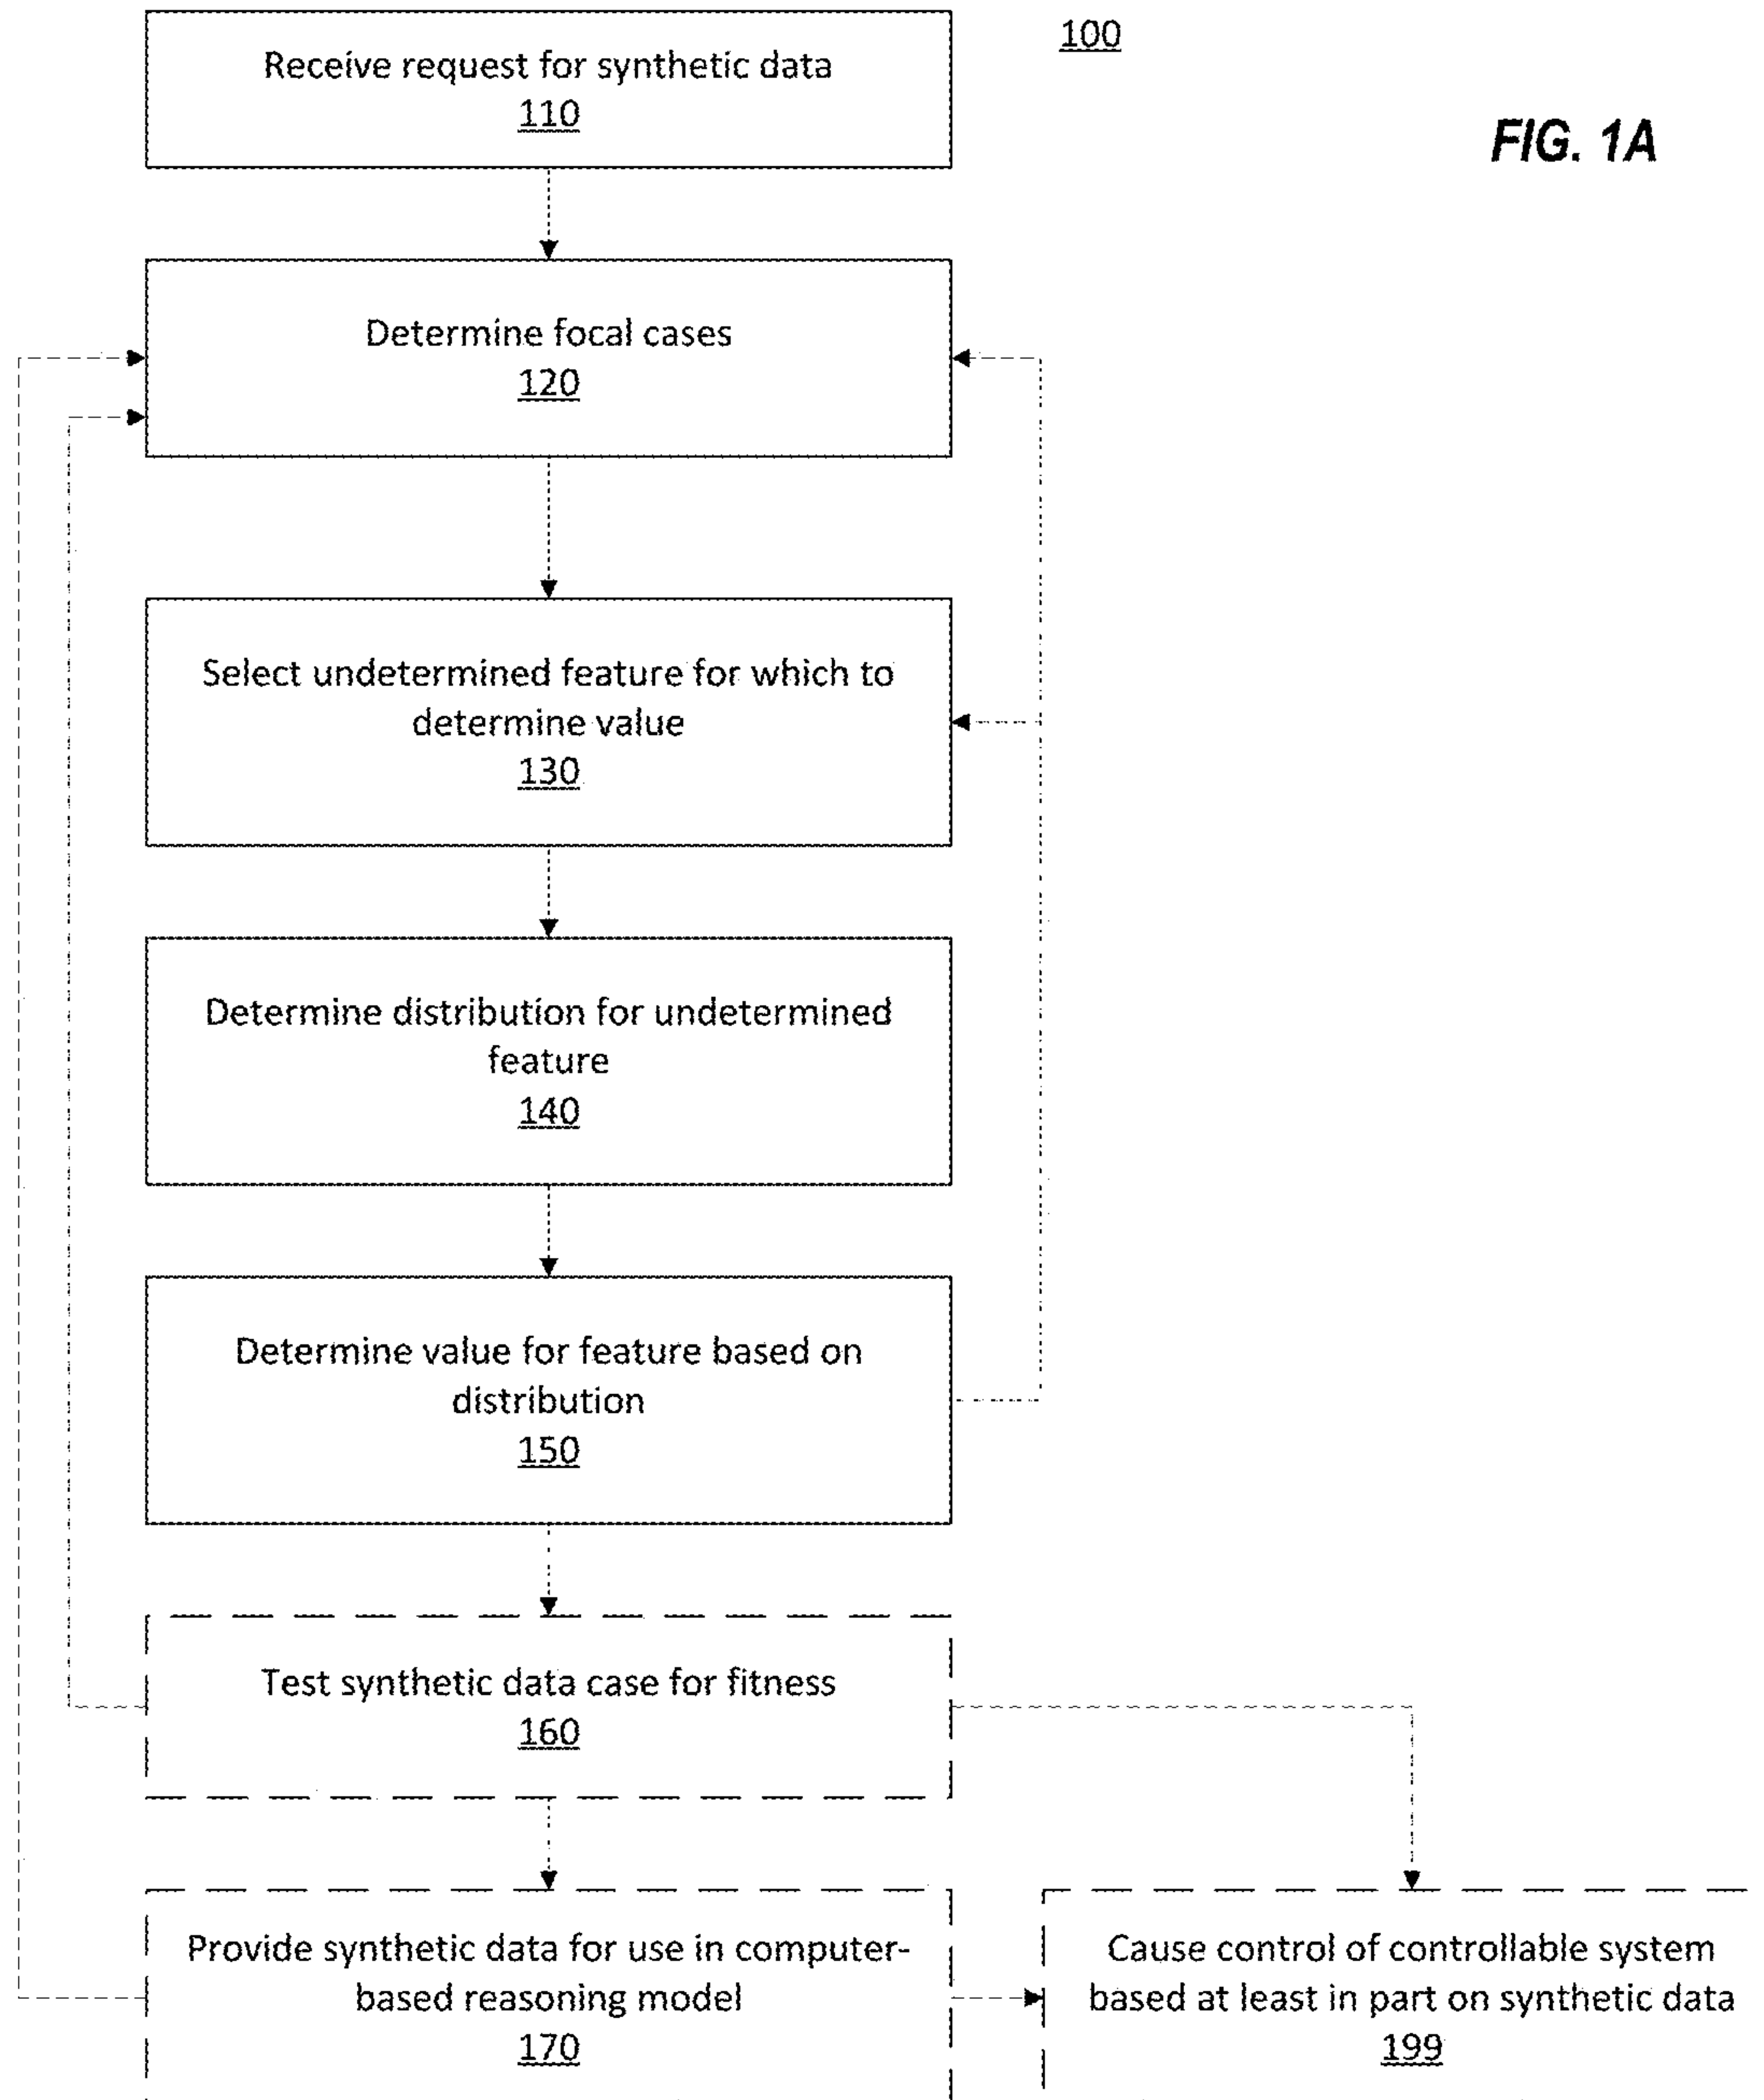 100
FIG. 1A
Receive request for synthetic data
110
Determine focal cases
120
Select undetermined feature for which to
determine value
130
Determine distribution for undetermined
feature
140
Determine value for feature based on
distribution
150
Test synthetic data case for fitness
160
Provide synthetic data for use in computer-
based reasoning model
170
Cause control of controllable system
based at least in part on synthetic data
199